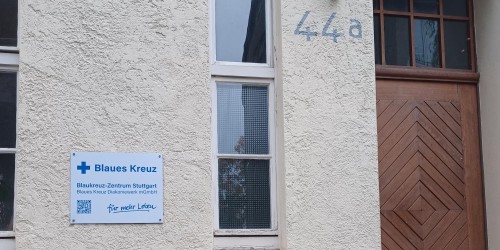 44a
Blaues Kreuz
Blaukreuz-Zentrum Stuttgart
Blaues Kreuz Diakoniewerk mGmbH
für mehr Leben